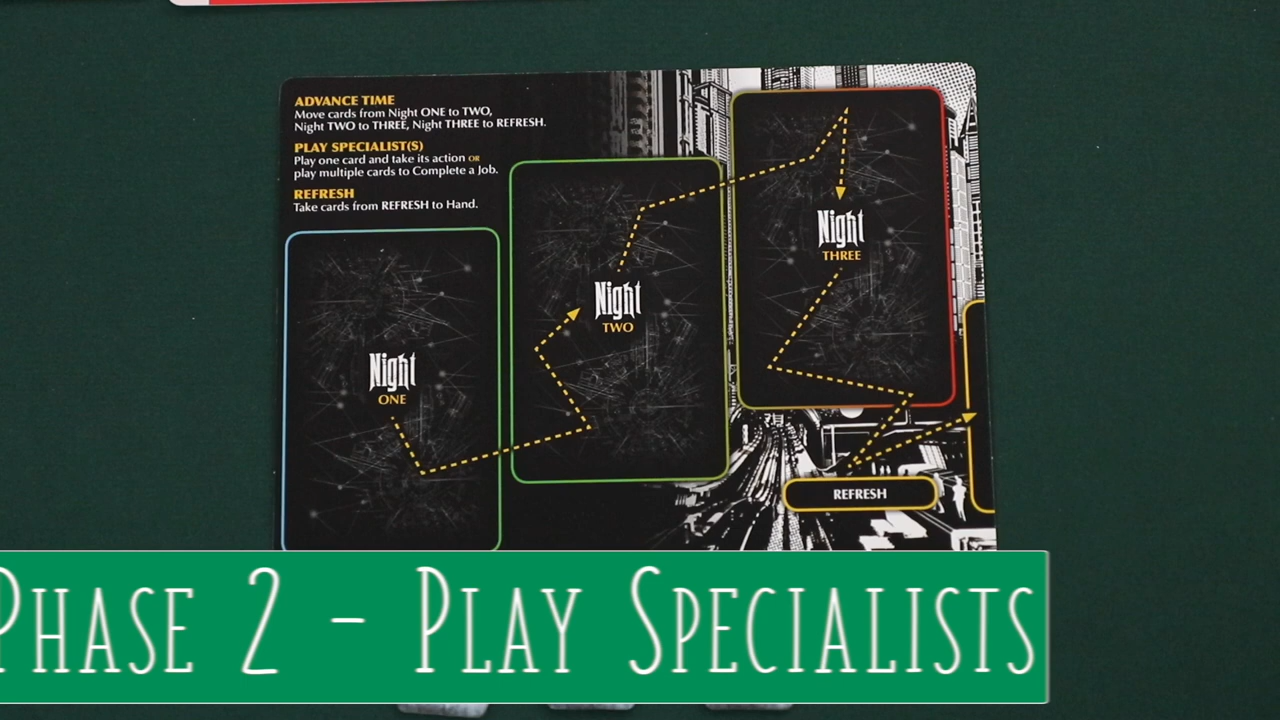 ADVANCE TIME
Move cards from Night ONE to TWO,
Night TWO to THREE, Night THREE to REFRESH.
PLAY SPECIALIST(S)
Play one card and take its action OR
play multiple cards to Complete a Job.
REFRESH
Take cards from REFRESH to Hand.
Night
THREE
Night
TWO
Night
ONE
REFRESH
Phase 2 - Play Specialists